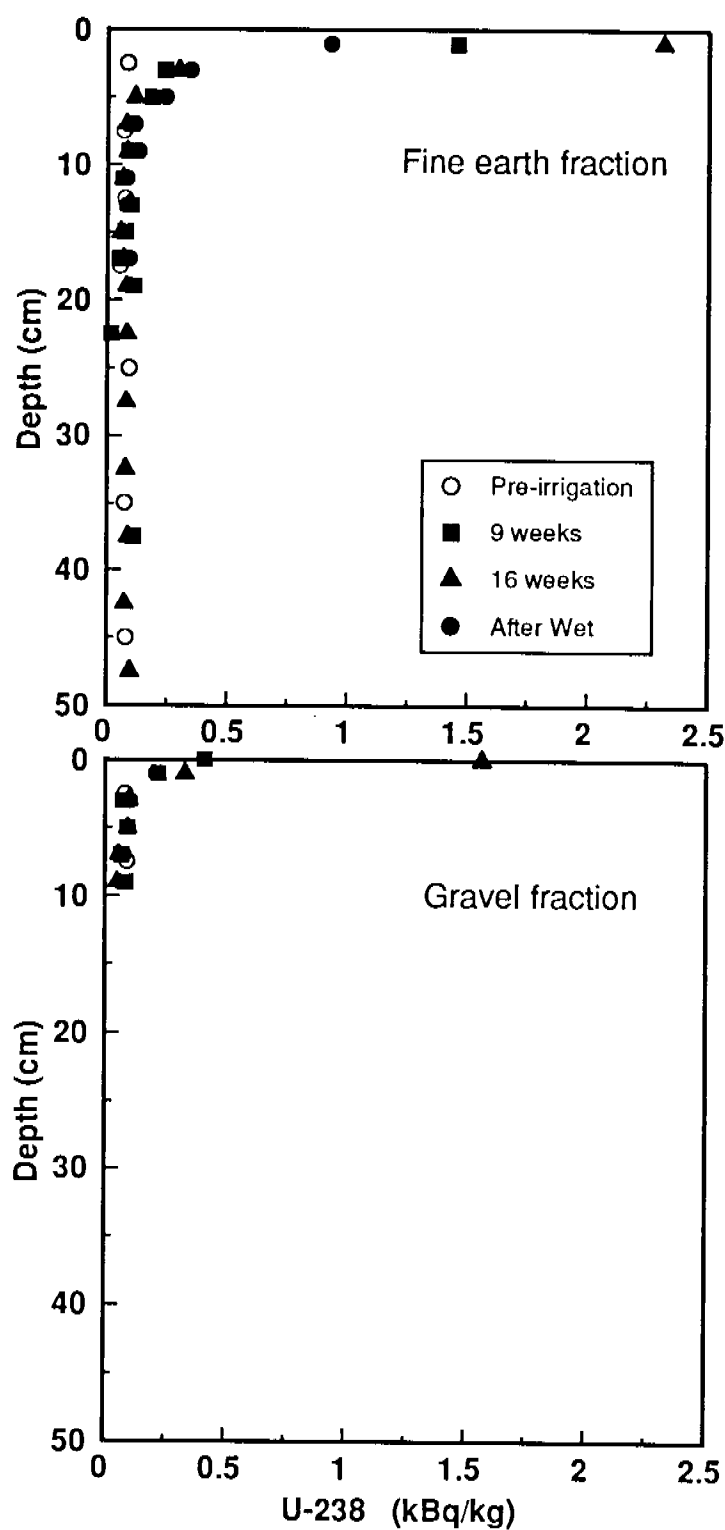 0
10
20
30
40
50
Depth (cm)
Fine earth fraction
Pre-irrigation
9 weeks
16 weeks
After Wet
0 0.5 1 1.5 2 2.5
0
10
20
30
40
50
Depth (cm)
Gravel fraction
0 0.5 1 1.5 2 2.5
U-238 (kBq/kg)